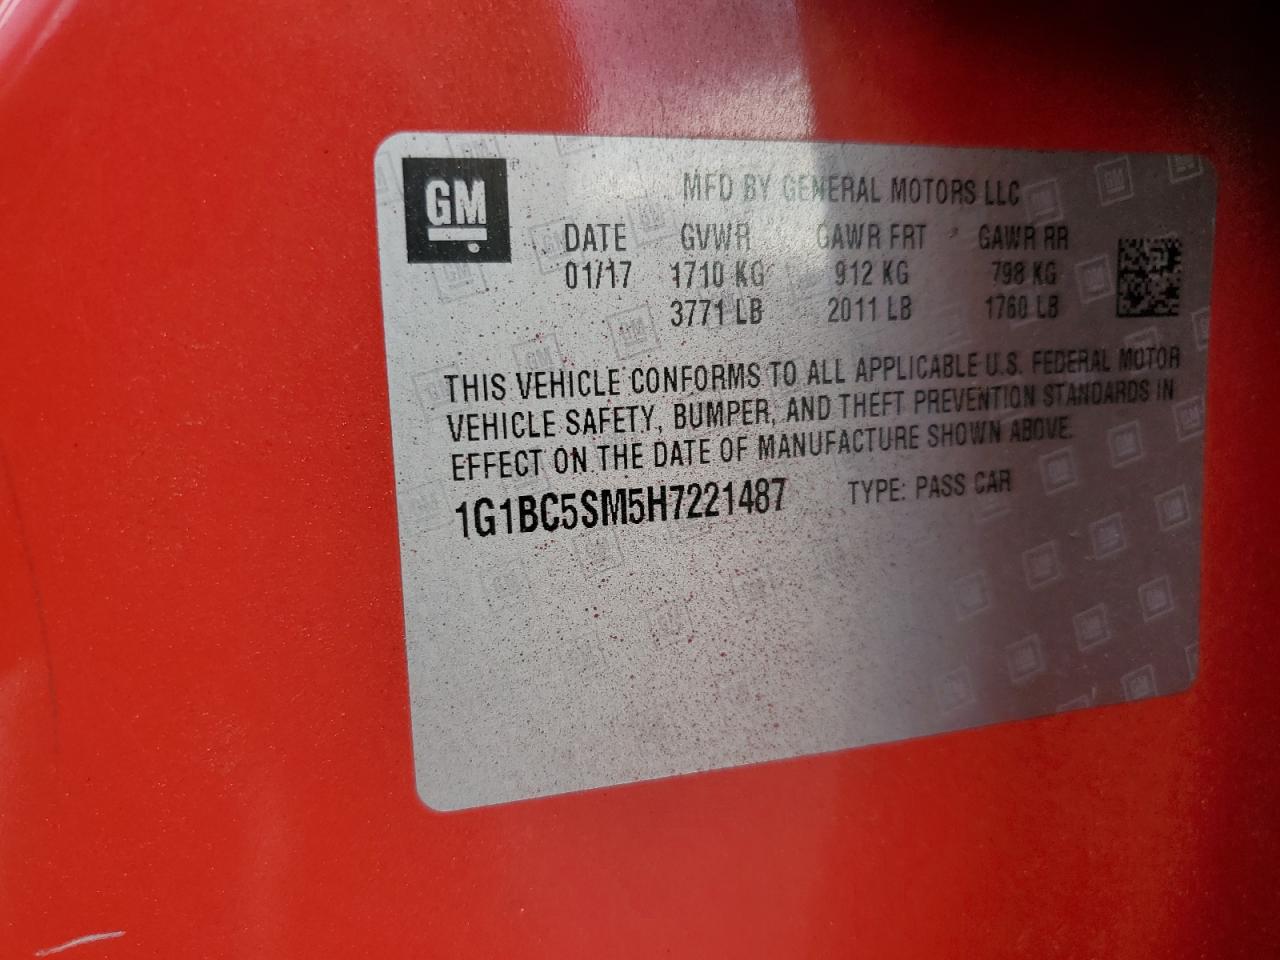 GM
MFD BY GENERAL MOTORS LLC
DATE GVWR GAWR FRT GAWR RR
01/17 1710 KG 912 KG 798 KG
3771 LB 2011 LB 1760 LB
THIS VEHICLE CONFORMS TO ALL APPLICABLE U.S. FEDERAL MOTOR
VEHICLE SAFETY, BUMPER, AND THEFT PREVENTION STANDARDS IN
EFFECT ON THE DATE OF MANUFACTURE SHOWN ABOVE.
1G1BC5SM5H7221487 TYPE: PASS CAR